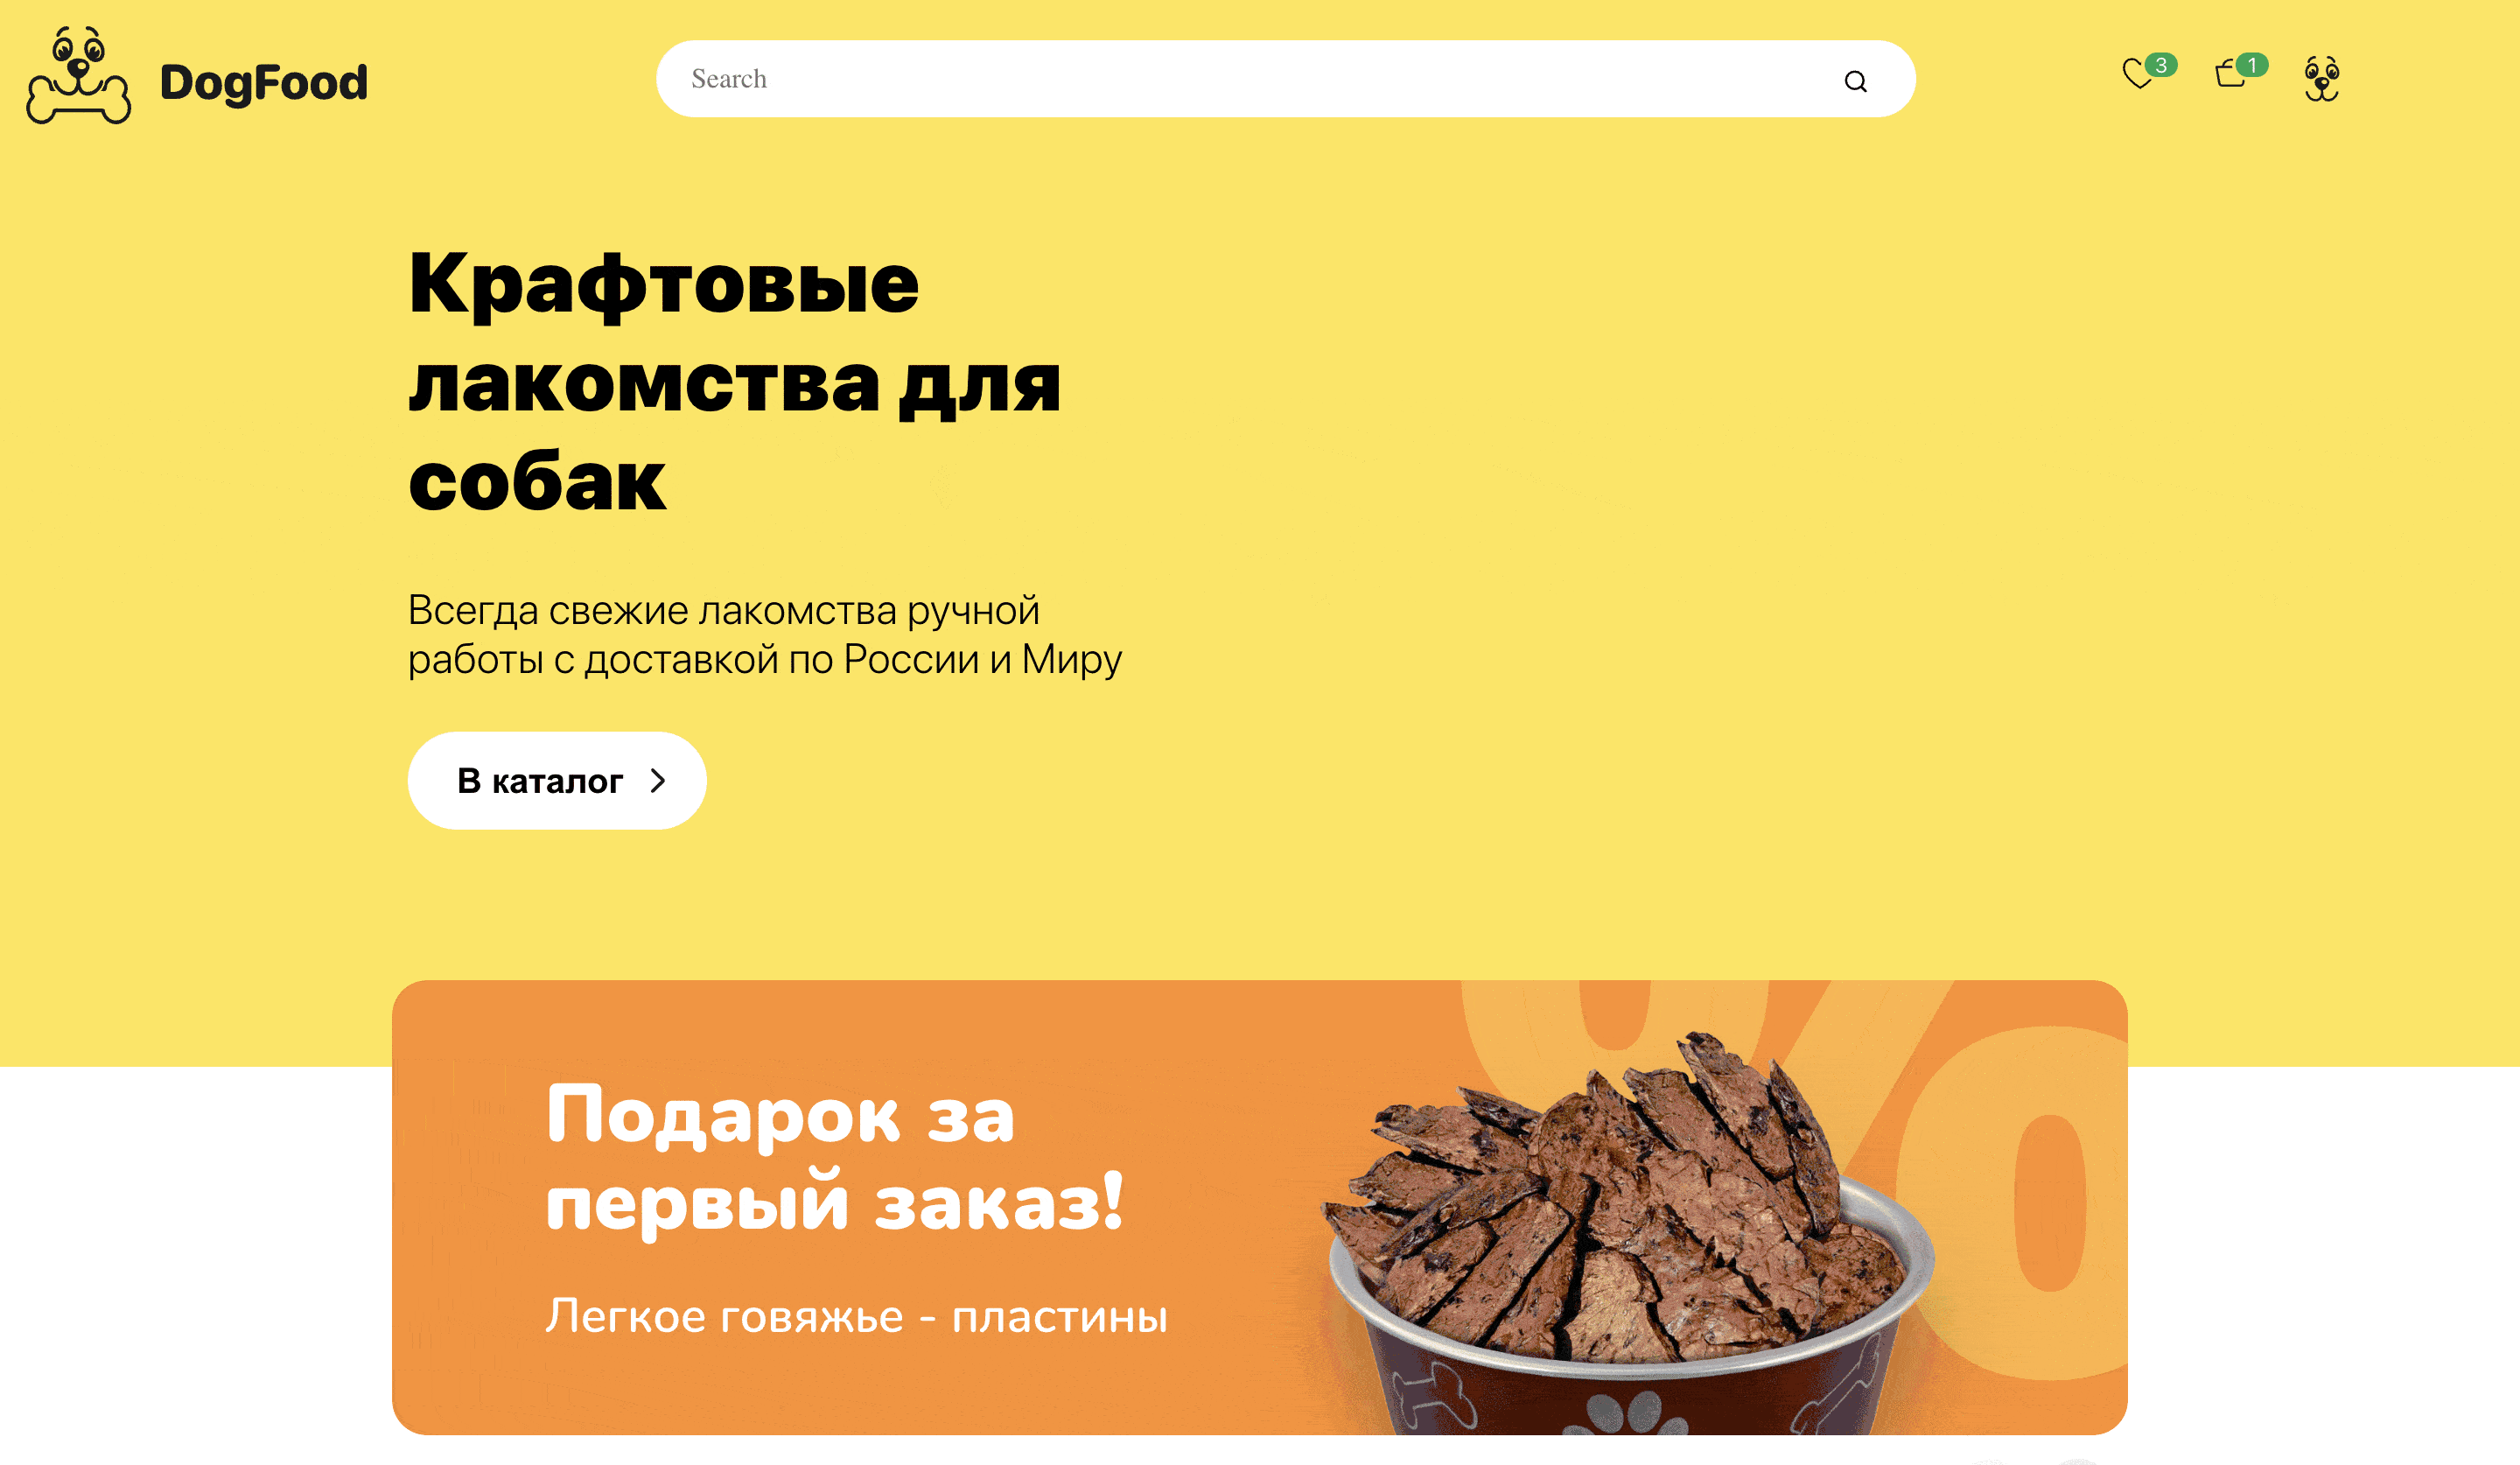 DogFood
Search
3
1
Крафтовые
лакомства для
собак
Всегда свежие лакомства ручной
работы с доставкой по России и Миру
В каталог
Подарок за
первый заказ!
Легкое говяжье - пластины